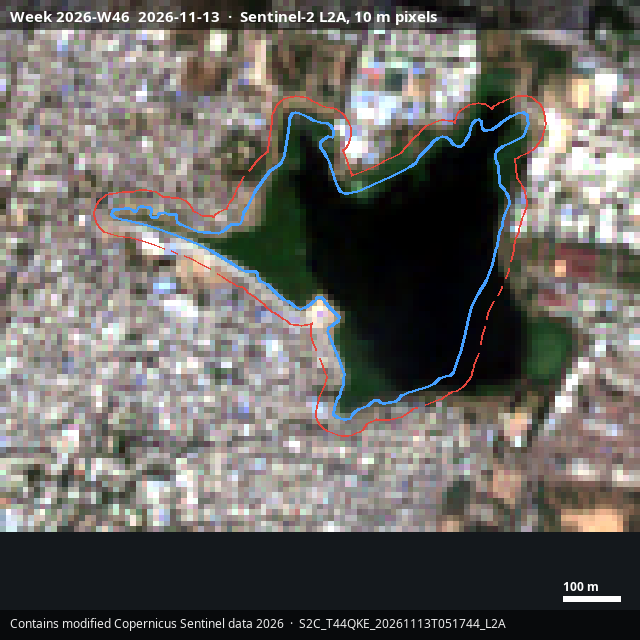 Week 2026-W46 2026-11-13 · Sentinel-2 L2A, 10 m pixels
100 m
Contains modified Copernicus Sentinel data 2026 · S2C_T44QKE_20261113T051744_L2A